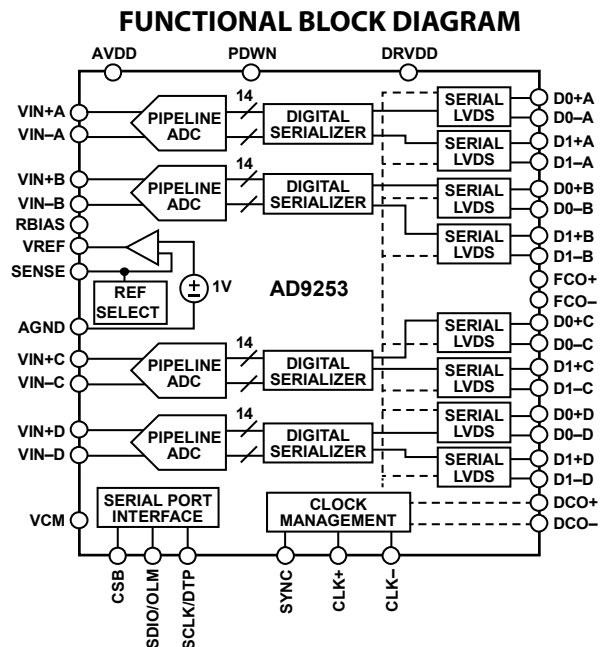 FUNCTIONAL BLOCK DIAGRAM
AVDD
PDWN
DRVDD
VIN+A
VIN–A
PIPELINE
ADC
14
DIGITAL
SERIALIZER
SERIAL
LVDS
D0+A
D0–A
SERIAL
LVDS
D1+A
D1–A
VIN+B
VIN–B
PIPELINE
ADC
14
DIGITAL
SERIALIZER
SERIAL
LVDS
D0+B
D0–B
SERIAL
LVDS
D1+B
D1–B
RBIAS
VREF
SENSE
REF
SELECT
1V
AGND
AD9253
FCO+
FCO–
VIN+C
VIN–C
PIPELINE
ADC
14
DIGITAL
SERIALIZER
SERIAL
LVDS
D0+C
D0–C
SERIAL
LVDS
D1+C
D1–C
VIN+D
VIN–D
PIPELINE
ADC
14
DIGITAL
SERIALIZER
SERIAL
LVDS
D0+D
D0–D
SERIAL
LVDS
D1+D
D1–D
VCM
SERIAL PORT
INTERFACE
CLOCK
MANAGEMENT
DCO+
DCO–
CSB
SDIO/OLM
SCLK/DTP
SYNC
CLK+
CLK–